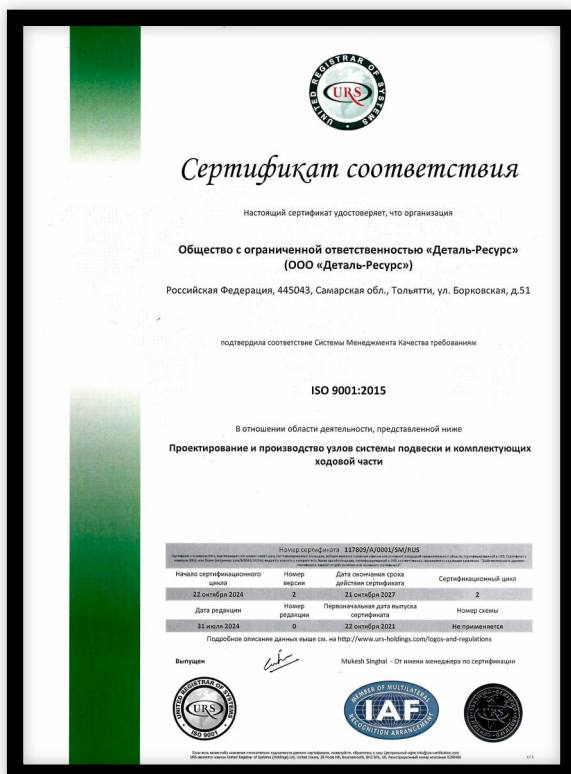 UNITED REGISTRAR OF SYSTEMS
URS
Сертификат соответствия
Настоящий сертификат удостоверяет, что организация
Общество с ограниченной ответственностью «Деталь-Ресурс»
(ООО «Деталь-Ресурс»)
Российская Федерация, 445043, Самарская обл., Тольятти, ул. Борковская, д.51
подтвердила соответствие Системы Менеджмента Качества требованиям
ISO 9001:2015
В отношении области деятельности, представленной ниже
Проектирование и производство узлов системы подвески и комплектующих
ходовой части
Номер сертификата 117809/A/0001/SM/RUS
Начало сертификационного цикла Номер версии Дата окончания срока действия сертификата Сертификационный цикл
22 октября 2024 2 21 октября 2027 2
Дата редакции Номер редакции Первоначальная дата выпуска сертификата Номер схемы
31 июля 2024 0 22 октября 2021 Не применяется
Подробное описание данных выше см. на http://www.urs-holdings.com/logos-and-regulations
Выпущен Mukesh Singhal - От имени менеджера по сертификации
UNITED REGISTRAR OF SYSTEMS
URS
ISO 9001
MEMBER OF MULTILATERAL
IAF
RECOGNITION ARRANGEMENT
URS
1 / 1